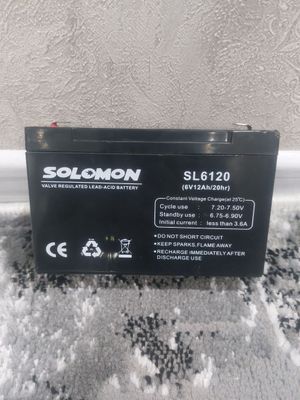 SOLOMON
VALVE REGULATED LEAD-ACID BATTERY
SL6120
(6V12Ah/20hr)
Constant Voltage Charge(at 25℃)
Cycle use : 7.20-7.50V
Standby use : 6.75-6.90V
Initial current : less than 3.6A
• DO NOT SHORT CIRCUIT
• KEEP SPARKS, FLAME AWAY
• RECHARGE IMMEDIATELY AFTER DISCHARGE
CE
Pb